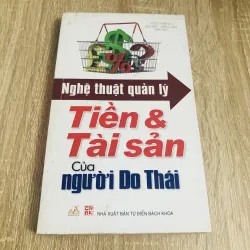 Nghệ thuật quản lý
Tiền &
Tài sản
Của
người Do Thái
NHÀ XUẤT BẢN TỪ ĐIỂN BÁCH KHOA